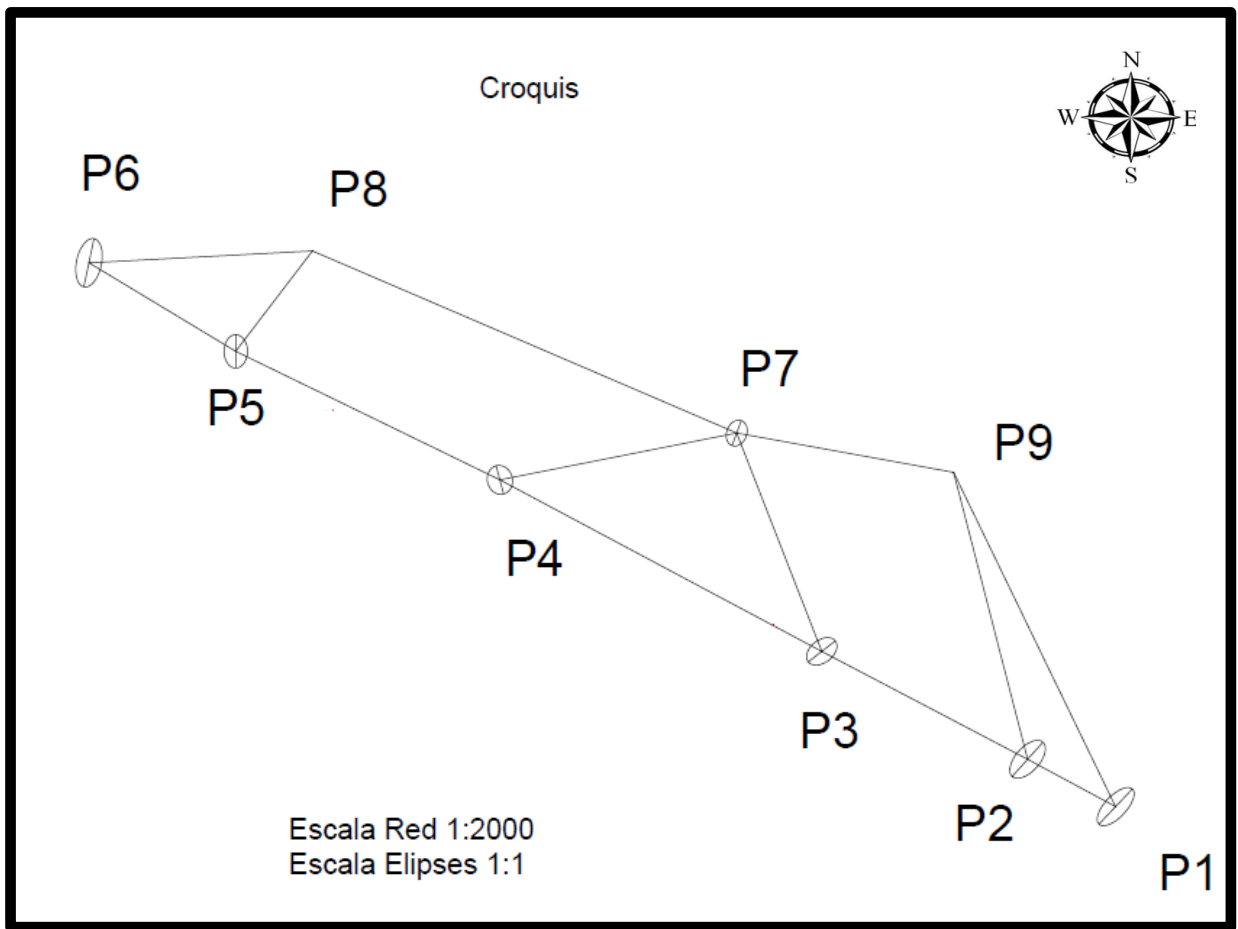 Croquis
N
W
E
S
P6
P8
P7
P5
P9
P4
P3
P2
P1
Escala Red 1:2000
Escala Elipses 1:1